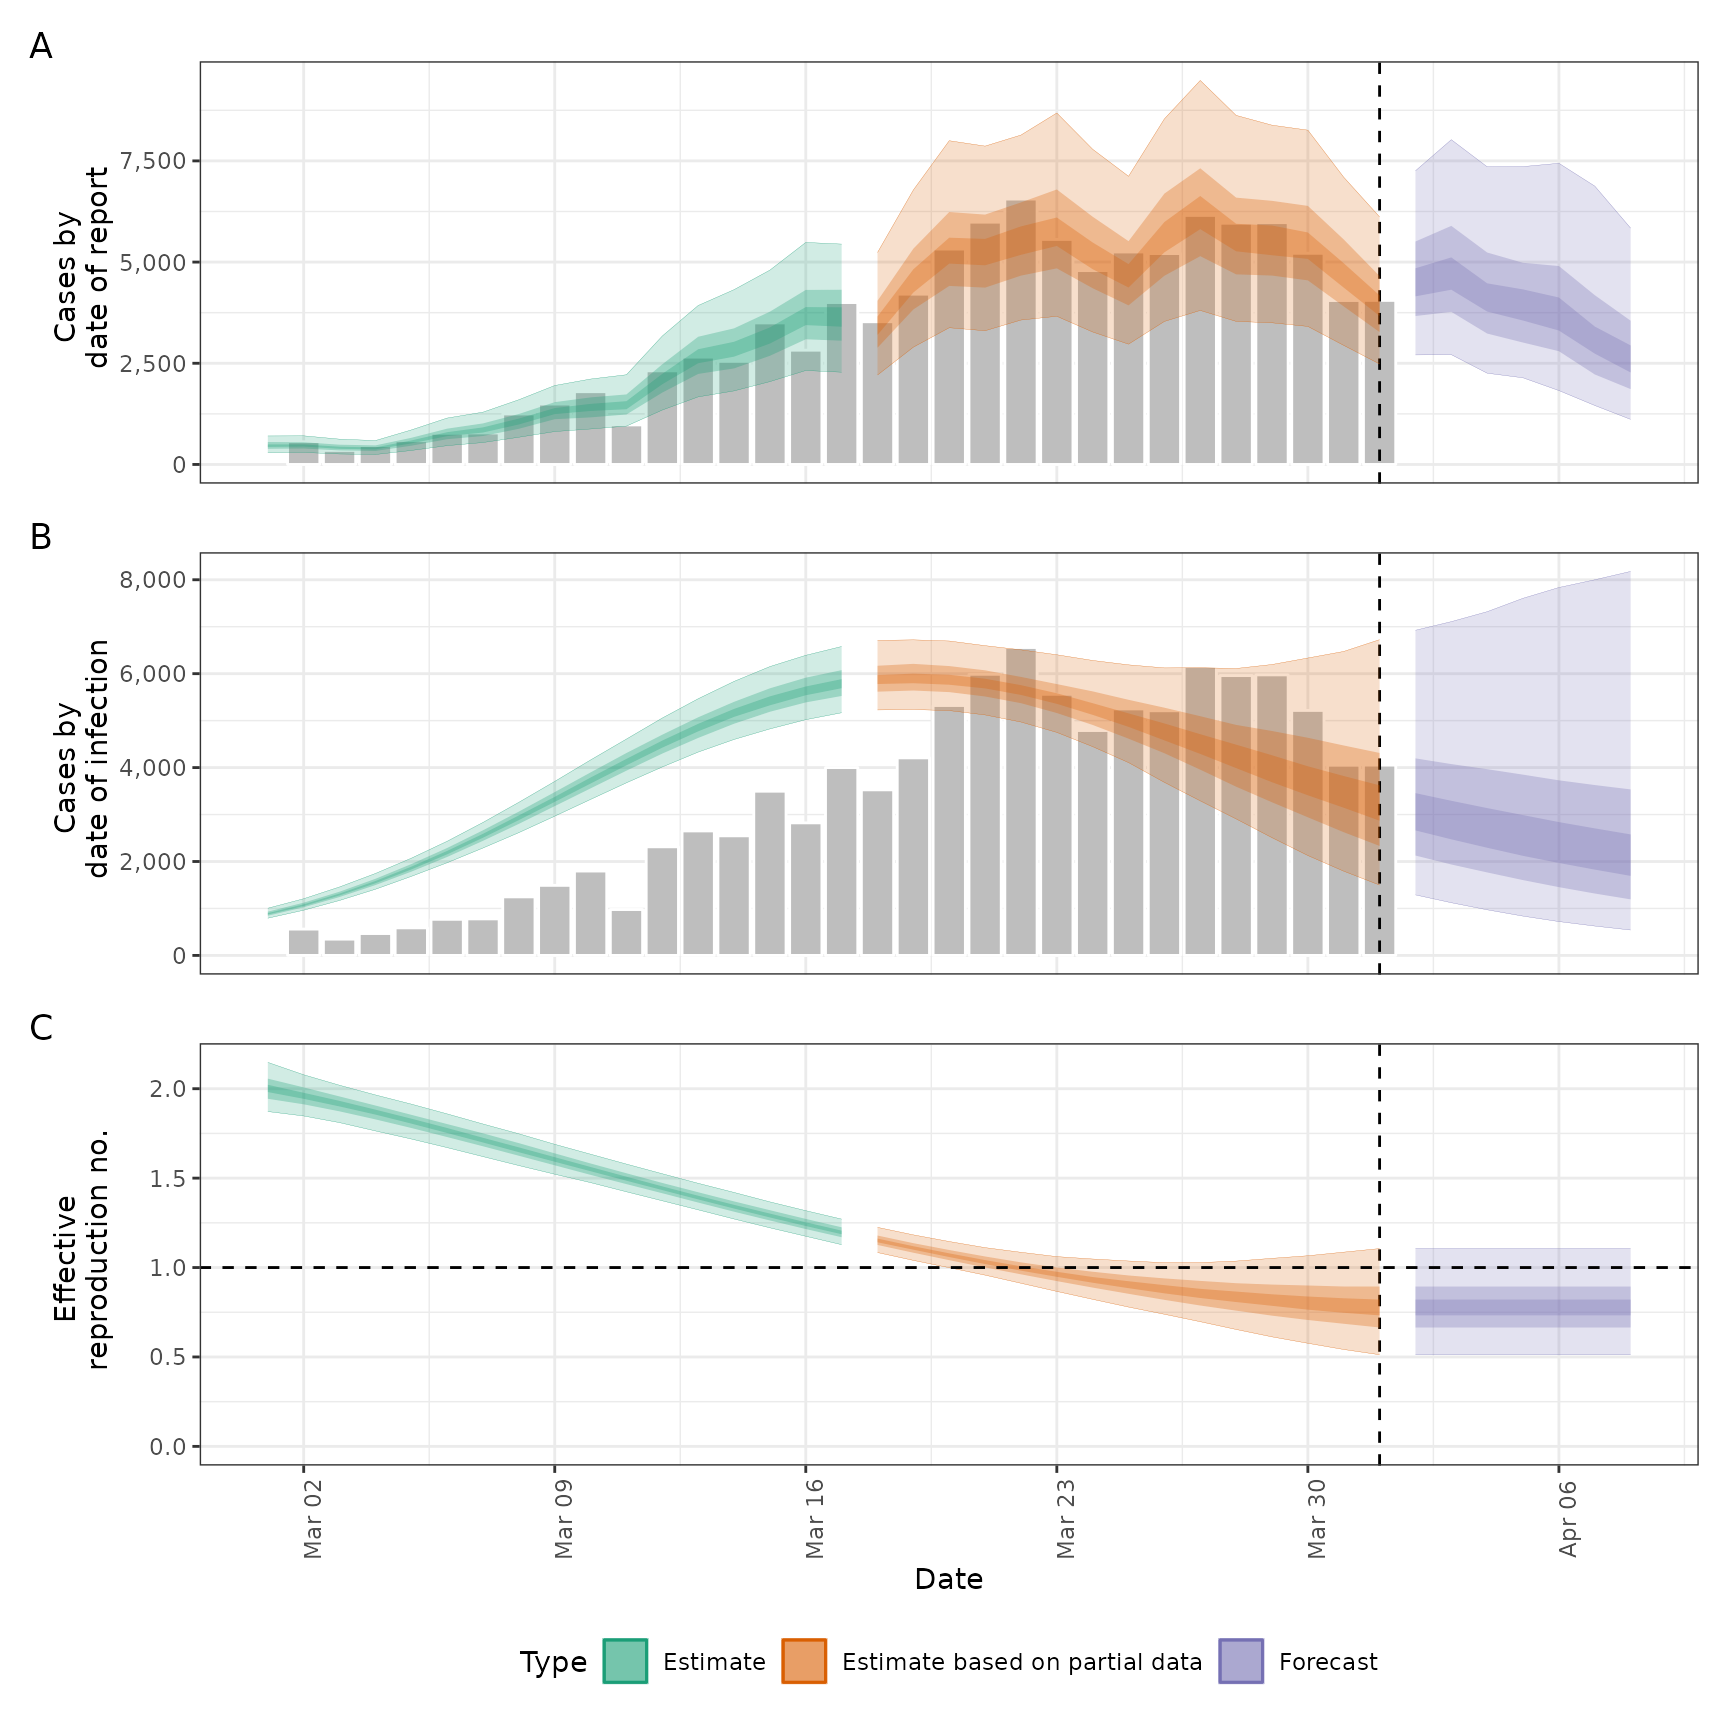 A
Cases by
date of report
7,500
5,000
2,500
0
B
Cases by
date of infection
8,000
6,000
4,000
2,000
0
C
Effective
reproduction no.
2.0
1.5
1.0
0.5
0.0
Mar 02
Mar 09
Mar 16
Mar 23
Mar 30
Apr 06
Date
Type Estimate Estimate based on partial data Forecast